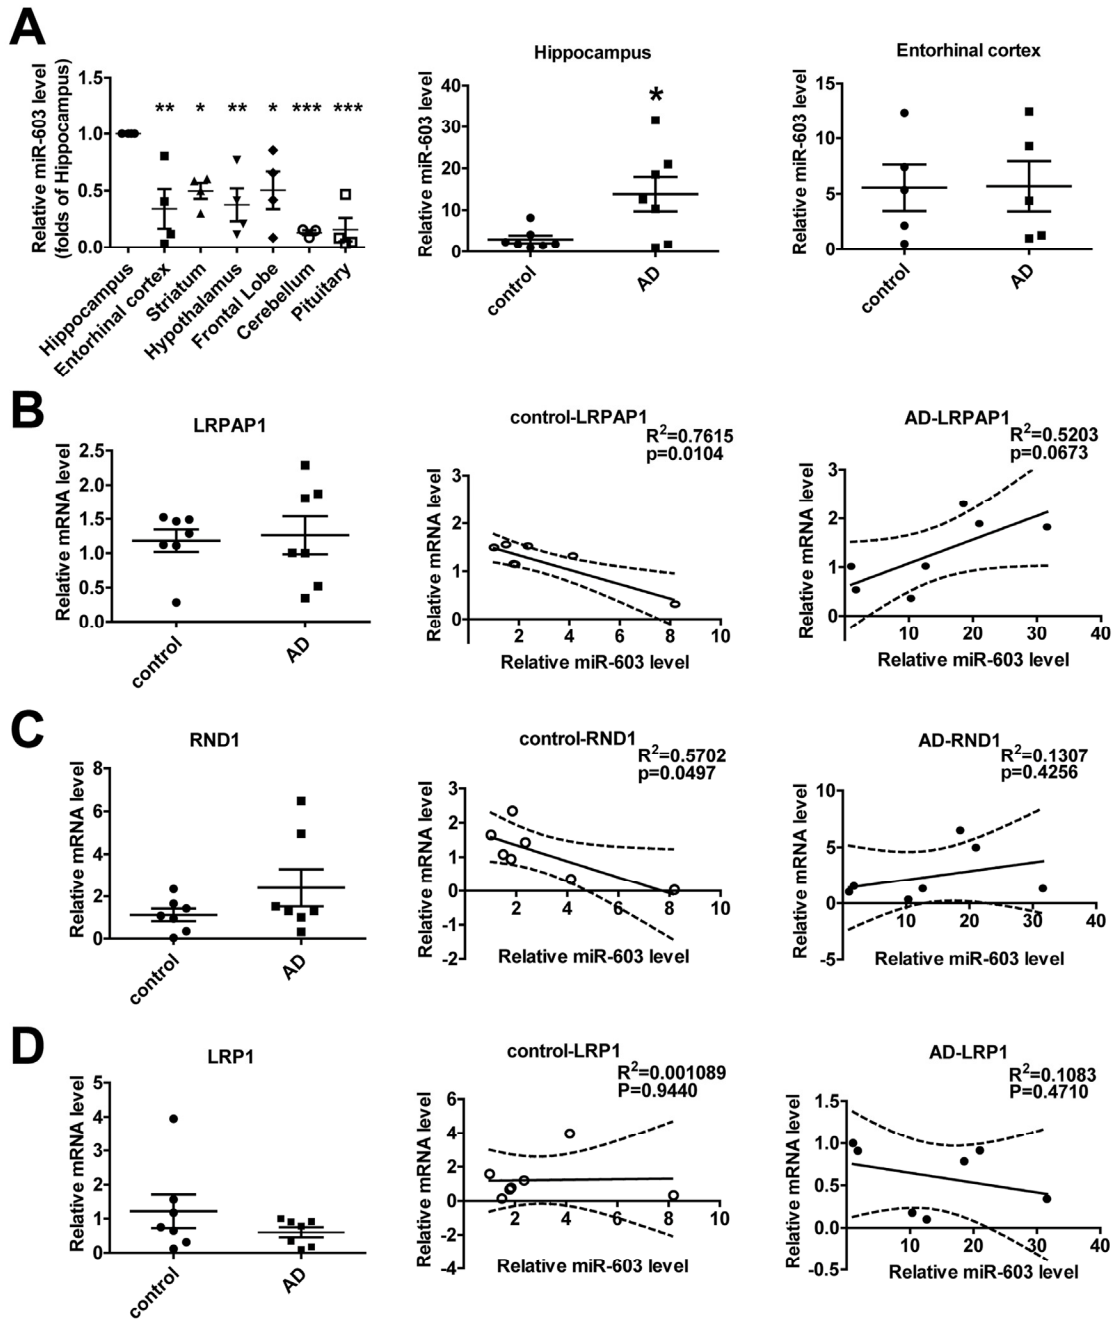 A
Relative miR-603 level
(folds of Hippocampus)
1.5
1.0
0.5
0.0
** * ** * *** ***
Hippocampus
Entorhinal cortex
Striatum
Hypothalamus
Frontal Lobe
Cerebellum
Pituitary
Hippocampus
Relative miR-603 level
40
30
20
10
0
*
control
AD
Entorhinal cortex
Relative miR-603 level
15
10
5
0
control
AD
B
LRPAP1
Relative mRNA level
2.5
2.0
1.5
1.0
0.5
0.0
control
AD
control-LRPAP1
R²=0.7615
p=0.0104
Relative mRNA level
3
2
1
0
2 4 6 8 10
Relative miR-603 level
AD-LRPAP1
R²=0.5203
p=0.0673
Relative mRNA level
3
2
1
0
10 20 30 40
Relative miR-603 level
C
RND1
Relative mRNA level
8
6
4
2
0
control
AD
control-RND1
R²=0.5702
p=0.0497
Relative mRNA level
3
2
1
0
-1
-2
2 4 6 8 10
Relative miR-603 level
AD-RND1
R²=0.1307
p=0.4256
Relative mRNA level
10
5
0
-5
10 20 30 40
Relative miR-603 level
D
LRP1
Relative mRNA level
5
4
3
2
1
0
control
AD
control-LRP1
R²=0.001089
P=0.9440
Relative mRNA level
6
4
2
0
-2
-4
2 4 6 8 10
Relative miR-603 level
AD-LRP1
R²=0.1083
P=0.4710
Relative mRNA level
1.5
1.0
0.5
0.0
-0.5
10 20 30 40
Relative miR-603 level